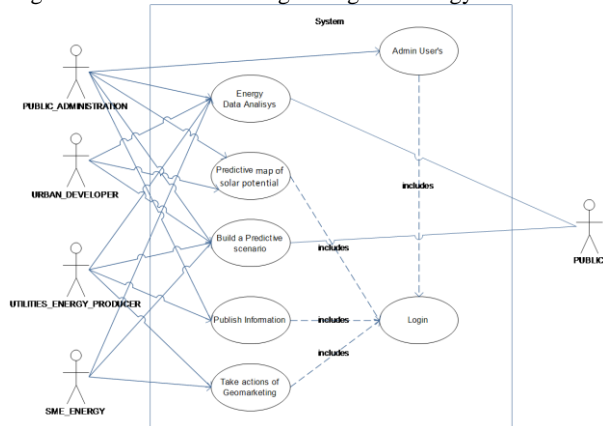 System
Admin User's
PUBLIC_ADMINISTRATION
Energy
Data Analisys
URBAN_DEVELOPER
Predictive map of
solar potential
includes
PUBLIC
Build a Predictive
scenario
includes
UTILITIES_ENERGY_PRODUCER
Publish Information
includes
Login
includes
Take actions of
Geomarketing
SME_ENERGY